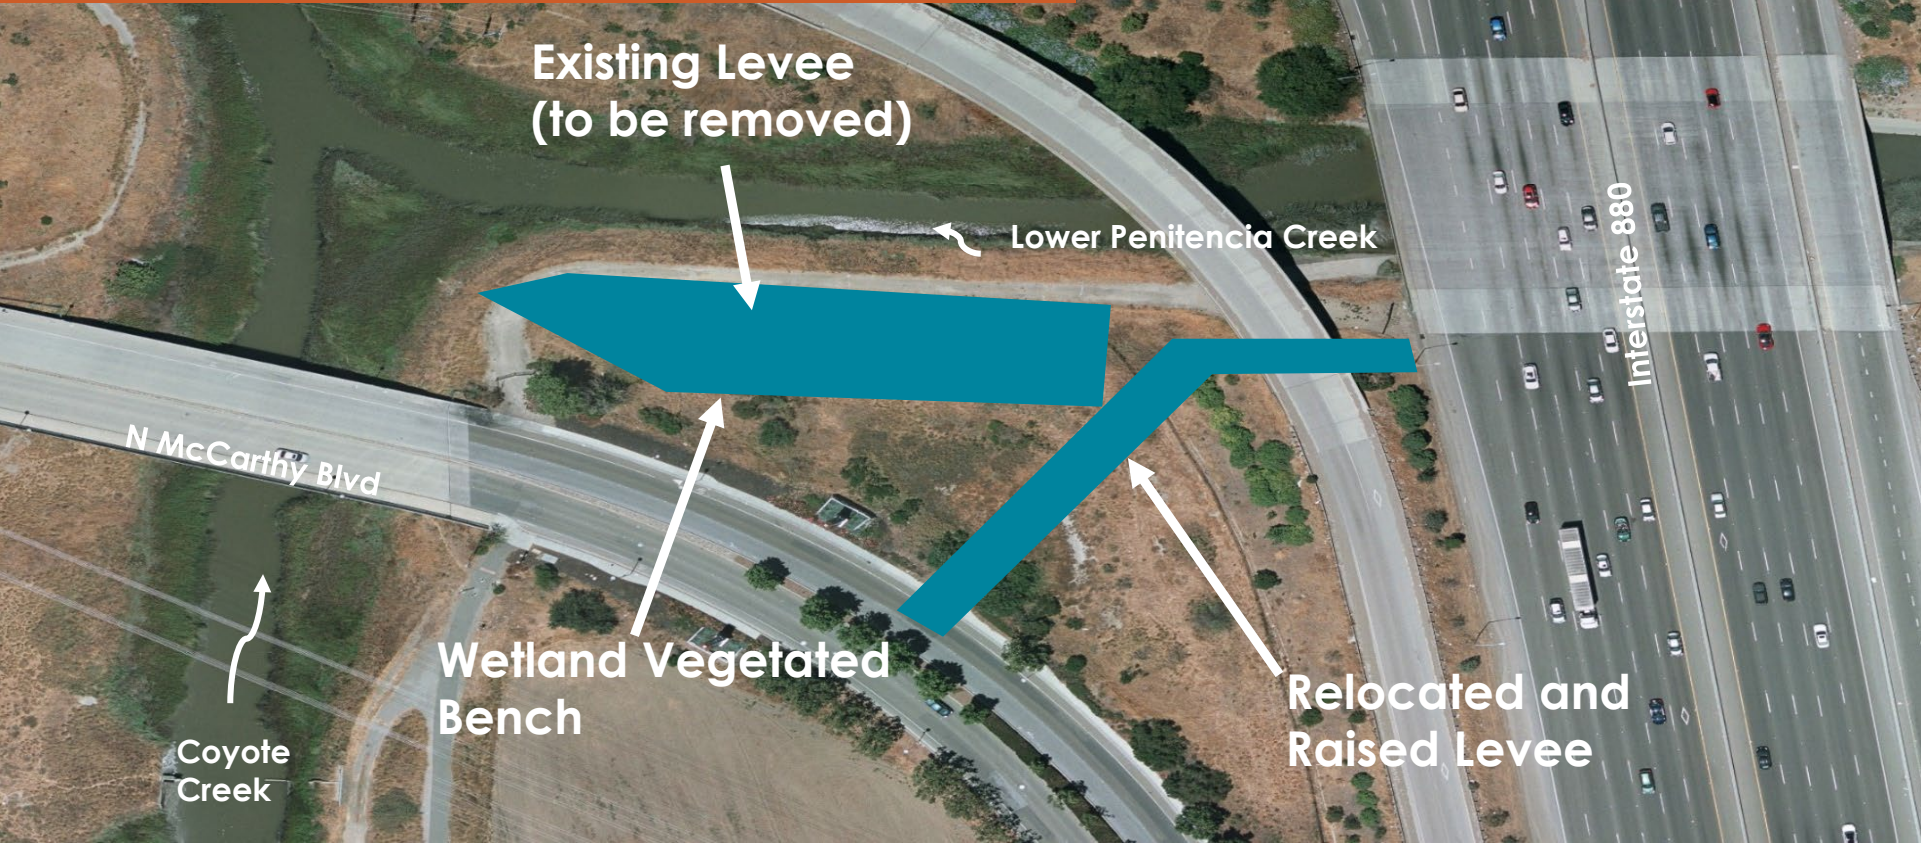 Existing Levee
(to be removed)
Lower Penitencia Creek
Interstate 880
N McCarthy Blvd
Wetland Vegetated
Bench
Relocated and
Raised Levee
Coyote
Creek